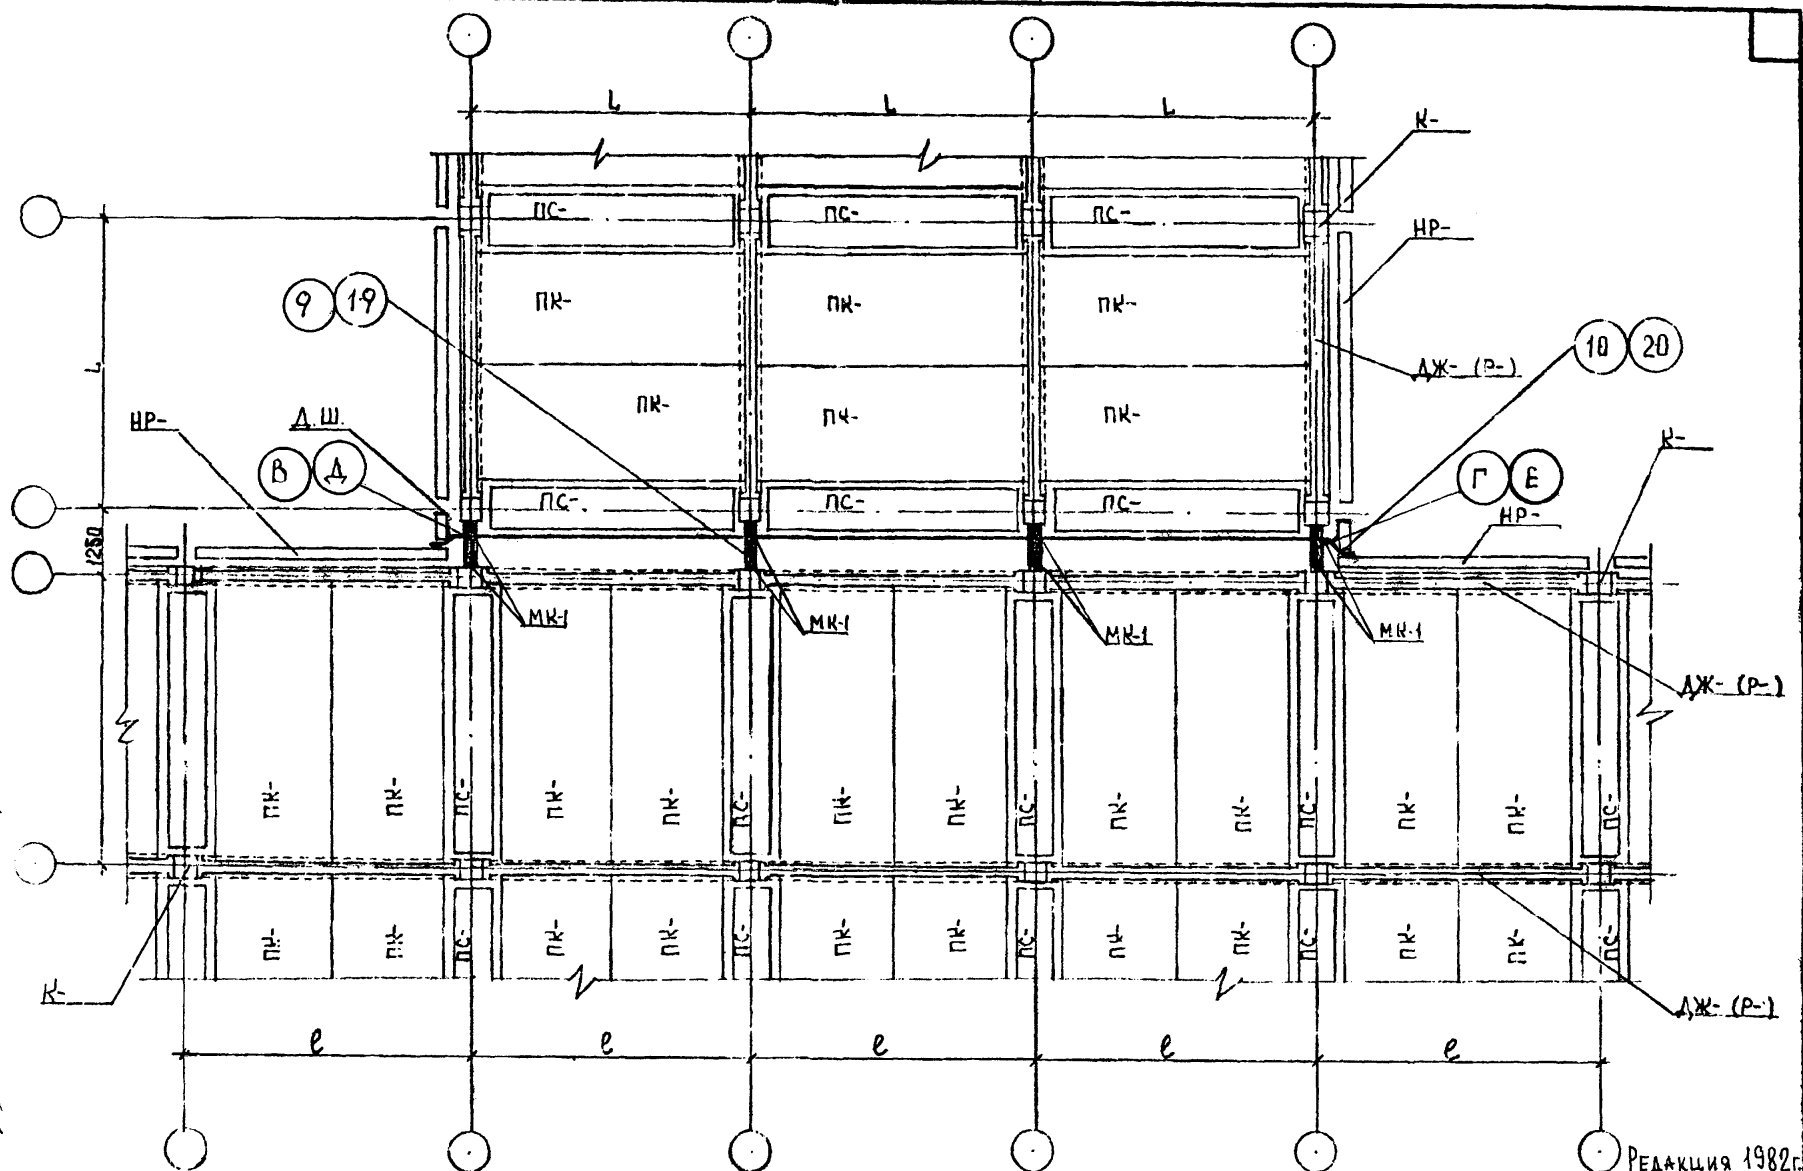 L L L
К-
ПС- ПС- ПС-
НР-
9 19
ПК- ПК- ПК-
10 20
L
ДЖ- (Р-)
ПК- ПК- ПК-
НР-
Д.Ш.
К-
В Д
Г Е
ПС- ПС- ПС-
НР-
1250
МК-1 МК-1 МК-1 МК-1
ДЖ- (Р-)
ПК- ПК- ПС- ПК- ПК- ПС- ПК- ПК- ПС- ПК- ПК- ПС- ПК- ПК- ПС-
ПК- ПК- ПС- ПК- ПК- ПС- ПК- ПК- ПС- ПК- ПК- ПС- ПК- ПК- ПС-
К-
ДЖ- (Р-)
ℓ ℓ ℓ ℓ ℓ
РЕДАКЦИЯ 1982г.